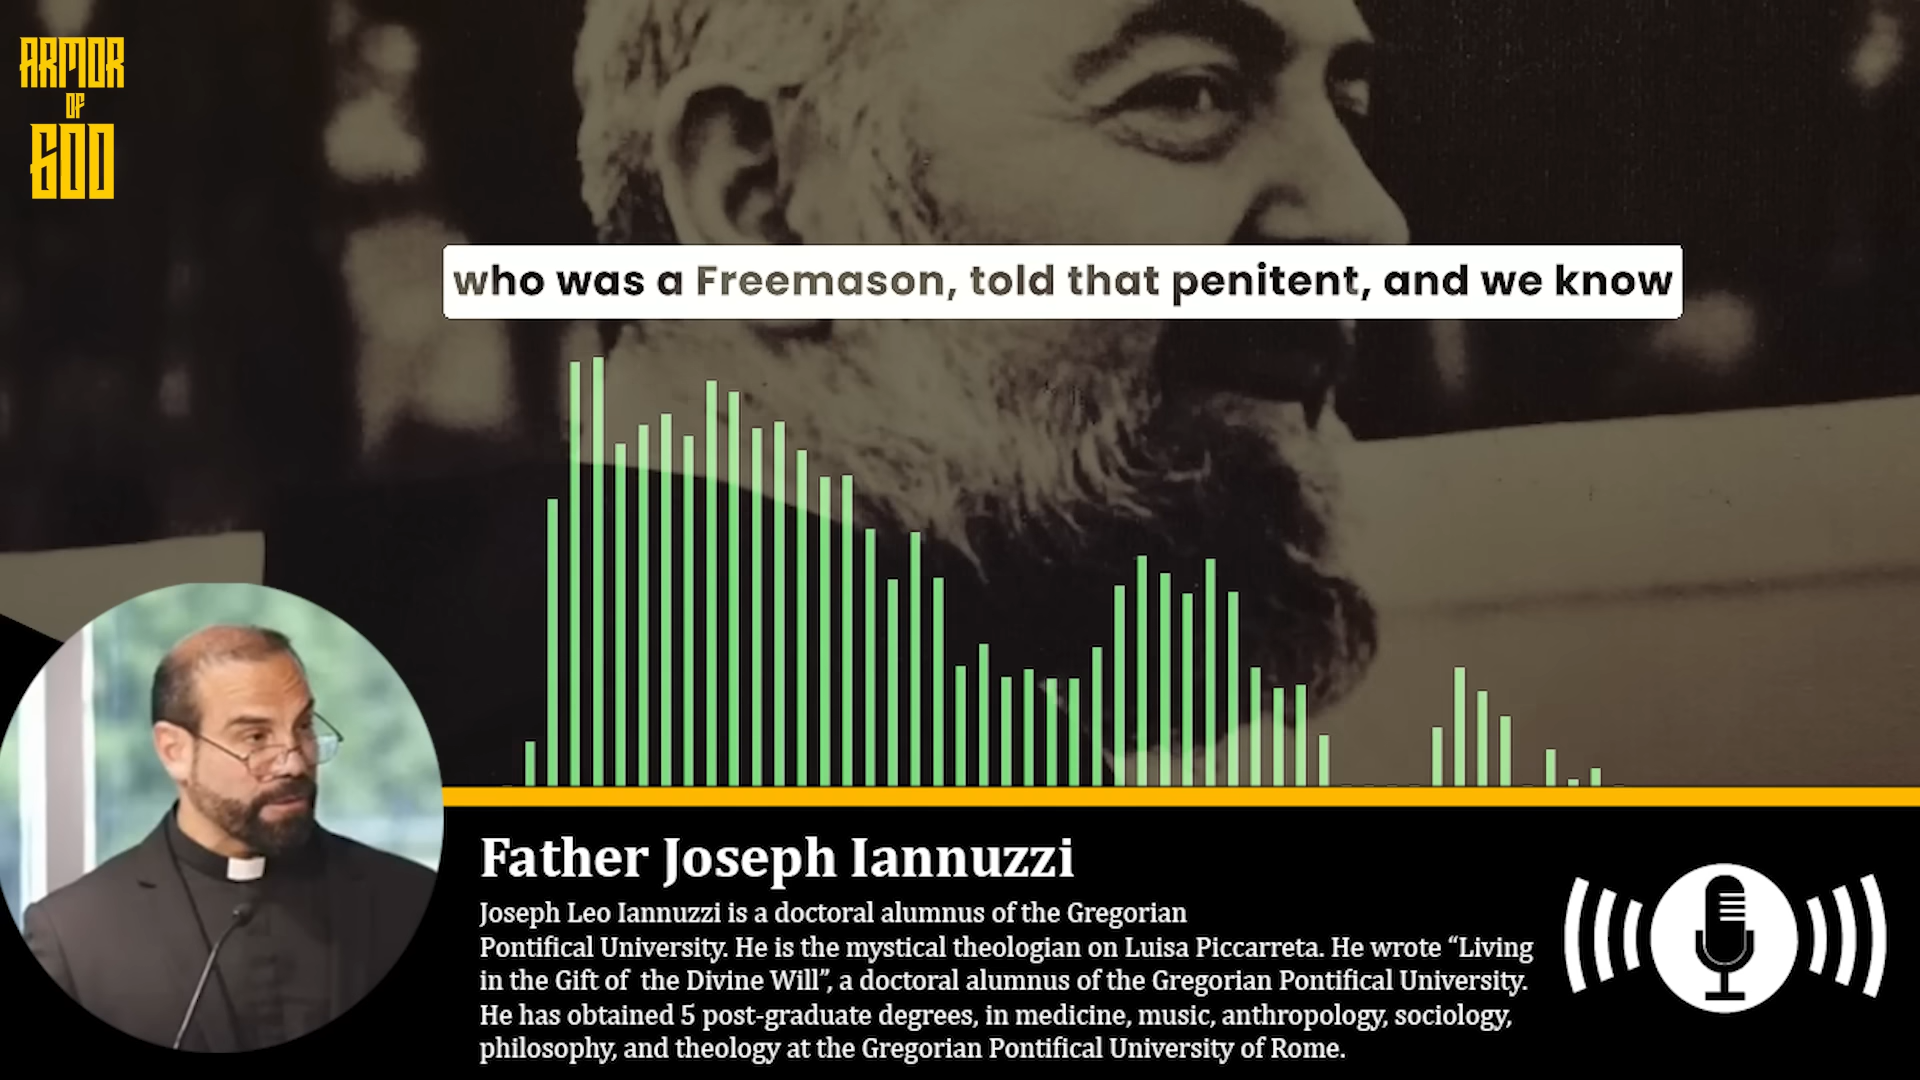 ARMOR
OF
GOD
who was a Freemason, told that penitent, and we know
Father Joseph Iannuzzi
Joseph Leo Iannuzzi is a doctoral alumnus of the Gregorian
Pontifical University. He is the mystical theologian on Luisa Piccarreta. He wrote “Living
in the Gift of the Divine Will”, a doctoral alumnus of the Gregorian Pontifical University.
He has obtained 5 post-graduate degrees, in medicine, music, anthropology, sociology,
philosophy, and theology at the Gregorian Pontifical University of Rome.